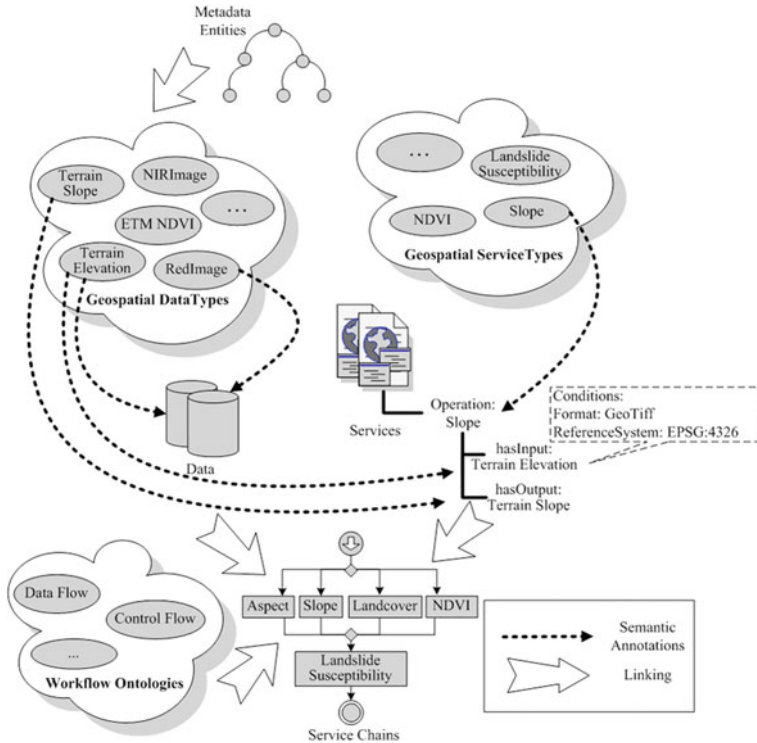 Metadata
Entities
Terrain
Slope
NIRImage
ETM NDVI
...
Terrain
Elevation
RedImage
Geospatial DataTypes
...
Landslide
Susceptibility
NDVI
Slope
Geospatial ServiceTypes
Data
Services
Operation:
Slope
hasInput:
Terrain Elevation
hasOutput:
Terrain Slope
Conditions:
Format: GeoTiff
ReferenceSystem: EPSG:4326
Data Flow
Control Flow
...
Workflow Ontologies
Aspect
Slope
Landcover
NDVI
Landslide
Susceptibility
Service Chains
Semantic
Annotations
Linking